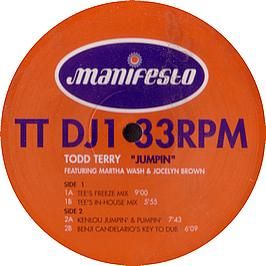 manifesto
TT DJ1 33RPM
TODD TERRY "JUMPIN"
FEATURING MARTHA WASH & JOCELYN BROWN
SIDE 1
1A TEE'S FREEZE MIX 9'00
1B TEE'S IN-HOUSE MIX 5'55
SIDE 2
2A KENLOU JUMPIN' & PUMPIN' 7'43
2B BENJI CANDELARIO'S KEY TO DUB 6'09